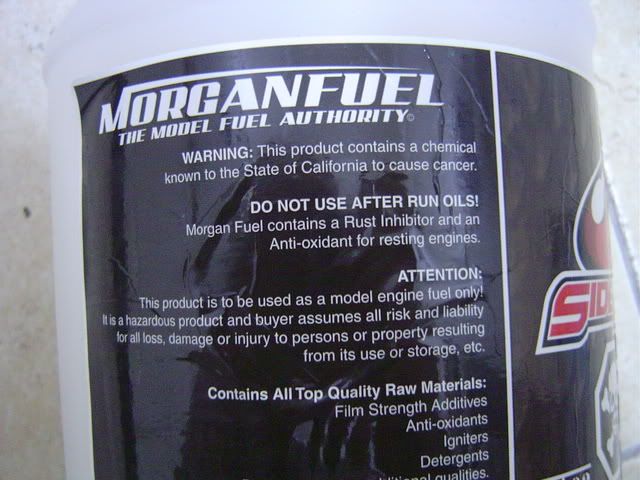 MORGANFUEL
THE MODEL FUEL AUTHORITY©
WARNING: This product contains a chemical
known to the State of California to cause cancer.
DO NOT USE AFTER RUN OILS!
Morgan Fuel contains a Rust Inhibitor and an
Anti-oxidant for resting engines.
ATTENTION:
This product is to be used as a model engine fuel only!
It is a hazardous product and buyer assumes all risk and liability
for all loss, damage or injury to persons or property resulting
from its use or storage, etc.
Contains All Top Quality Raw Materials:
Film Strength Additives
Anti-oxidants
Igniters
Detergents
qualities.
SID